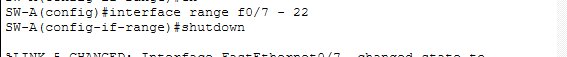 SW-A(config)#interface range f0/7 - 22
SW-A(config-if-range)#shutdown
%LINK-5-CHANGED: Interface FastEthernet0/7, changed state to